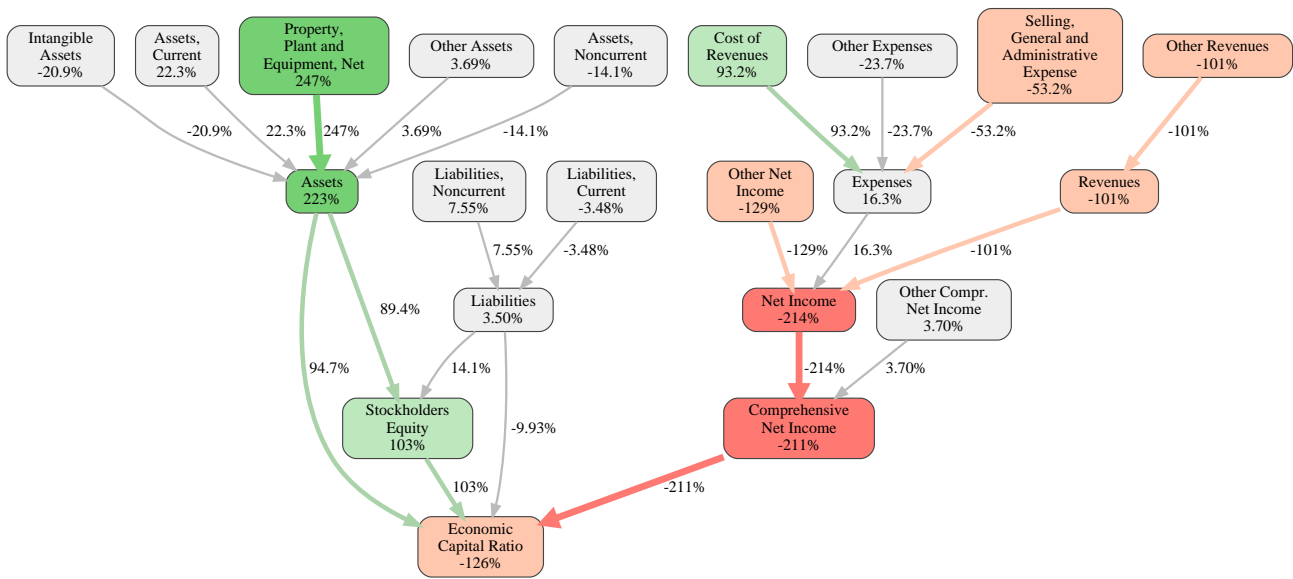 Intangible
Assets
-20.9%
Assets,
Current
22.3%
Property,
Plant and
Equipment, Net
247%
Other Assets
3.69%
Assets,
Noncurrent
-14.1%
Cost of
Revenues
93.2%
Other Expenses
-23.7%
Selling,
General and
Administrative
Expense
-53.2%
Other Revenues
-101%
-20.9%
22.3%
247%
3.69%
-14.1%
93.2%
-23.7%
-53.2%
-101%
Assets
223%
Liabilities,
Noncurrent
7.55%
Liabilities,
Current
-3.48%
Other Net
Income
-129%
Expenses
16.3%
Revenues
-101%
7.55%
-3.48%
-129%
16.3%
-101%
Liabilities
3.50%
Net Income
-214%
Other Compr.
Net Income
3.70%
89.4%
94.7%
14.1%
-9.93%
-214%
3.70%
Stockholders
Equity
103%
Comprehensive
Net Income
-211%
103%
-211%
Economic
Capital Ratio
-126%